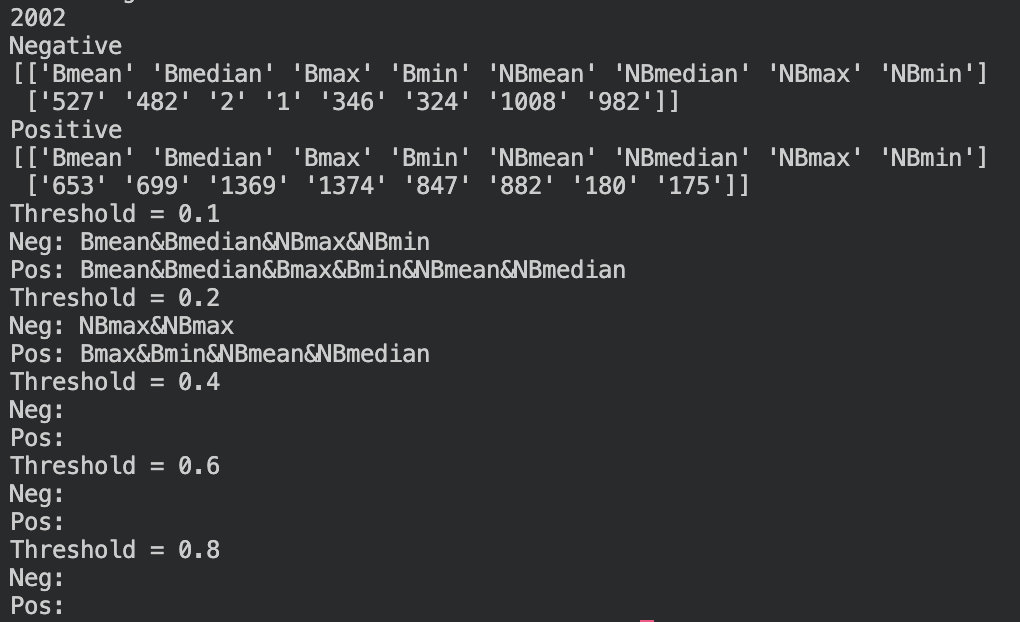 2002
Negative
[['Bmean' 'Bmedian' 'Bmax' 'Bmin' 'NBmean' 'NBmedian' 'NBmax' 'NBmin']
 ['527' '482' '2' '1' '346' '324' '1008' '982']]
Positive
[['Bmean' 'Bmedian' 'Bmax' 'Bmin' 'NBmean' 'NBmedian' 'NBmax' 'NBmin']
 ['653' '699' '1369' '1374' '847' '882' '180' '175']]
Threshold = 0.1
Neg: Bmean&Bmedian&NBmax&NBmin
Pos: Bmean&Bmedian&Bmax&Bmin&NBmean&NBmedian
Threshold = 0.2
Neg: NBmax&NBmax
Pos: Bmax&Bmin&NBmean&NBmedian
Threshold = 0.4
Neg:
Pos:
Threshold = 0.6
Neg:
Pos:
Threshold = 0.8
Neg:
Pos: